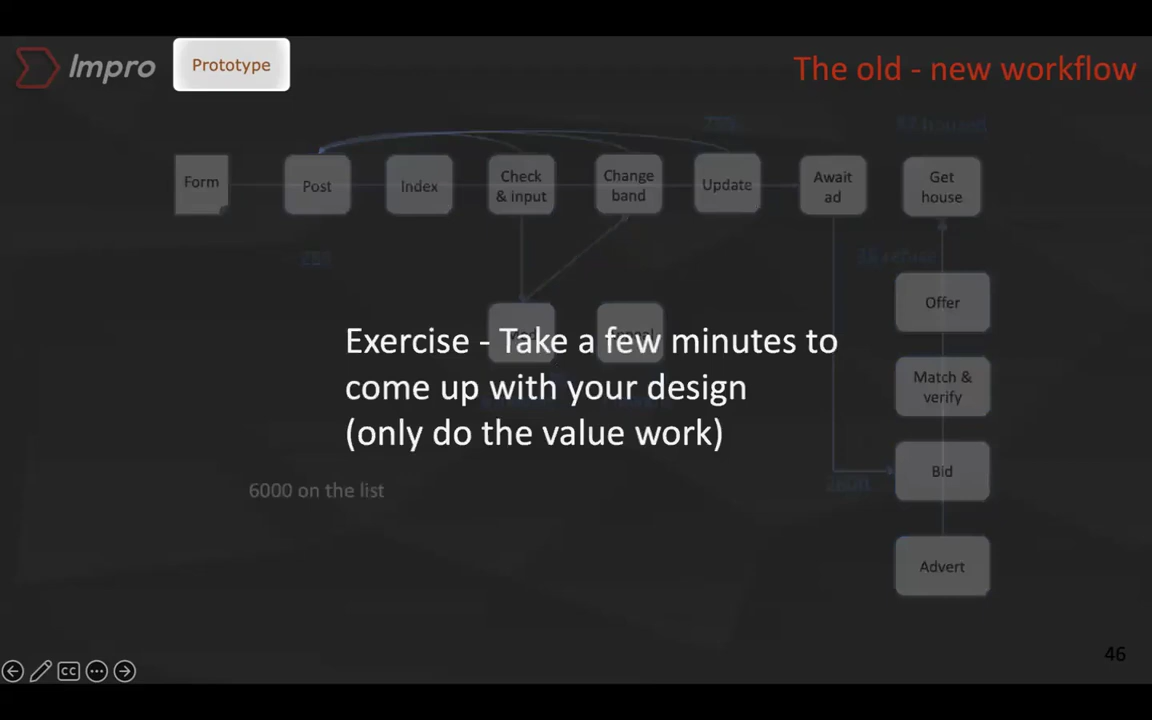 Impro
Prototype
The old - new workflow
Form
Post
Index
Check
& input
Change
band
Update
Await
ad
Get
house
Offer
Exercise - Take a few minutes to
come up with your design
(only do the value work)
Match &
verify
Bid
6000 on the list
Advert
46
CC